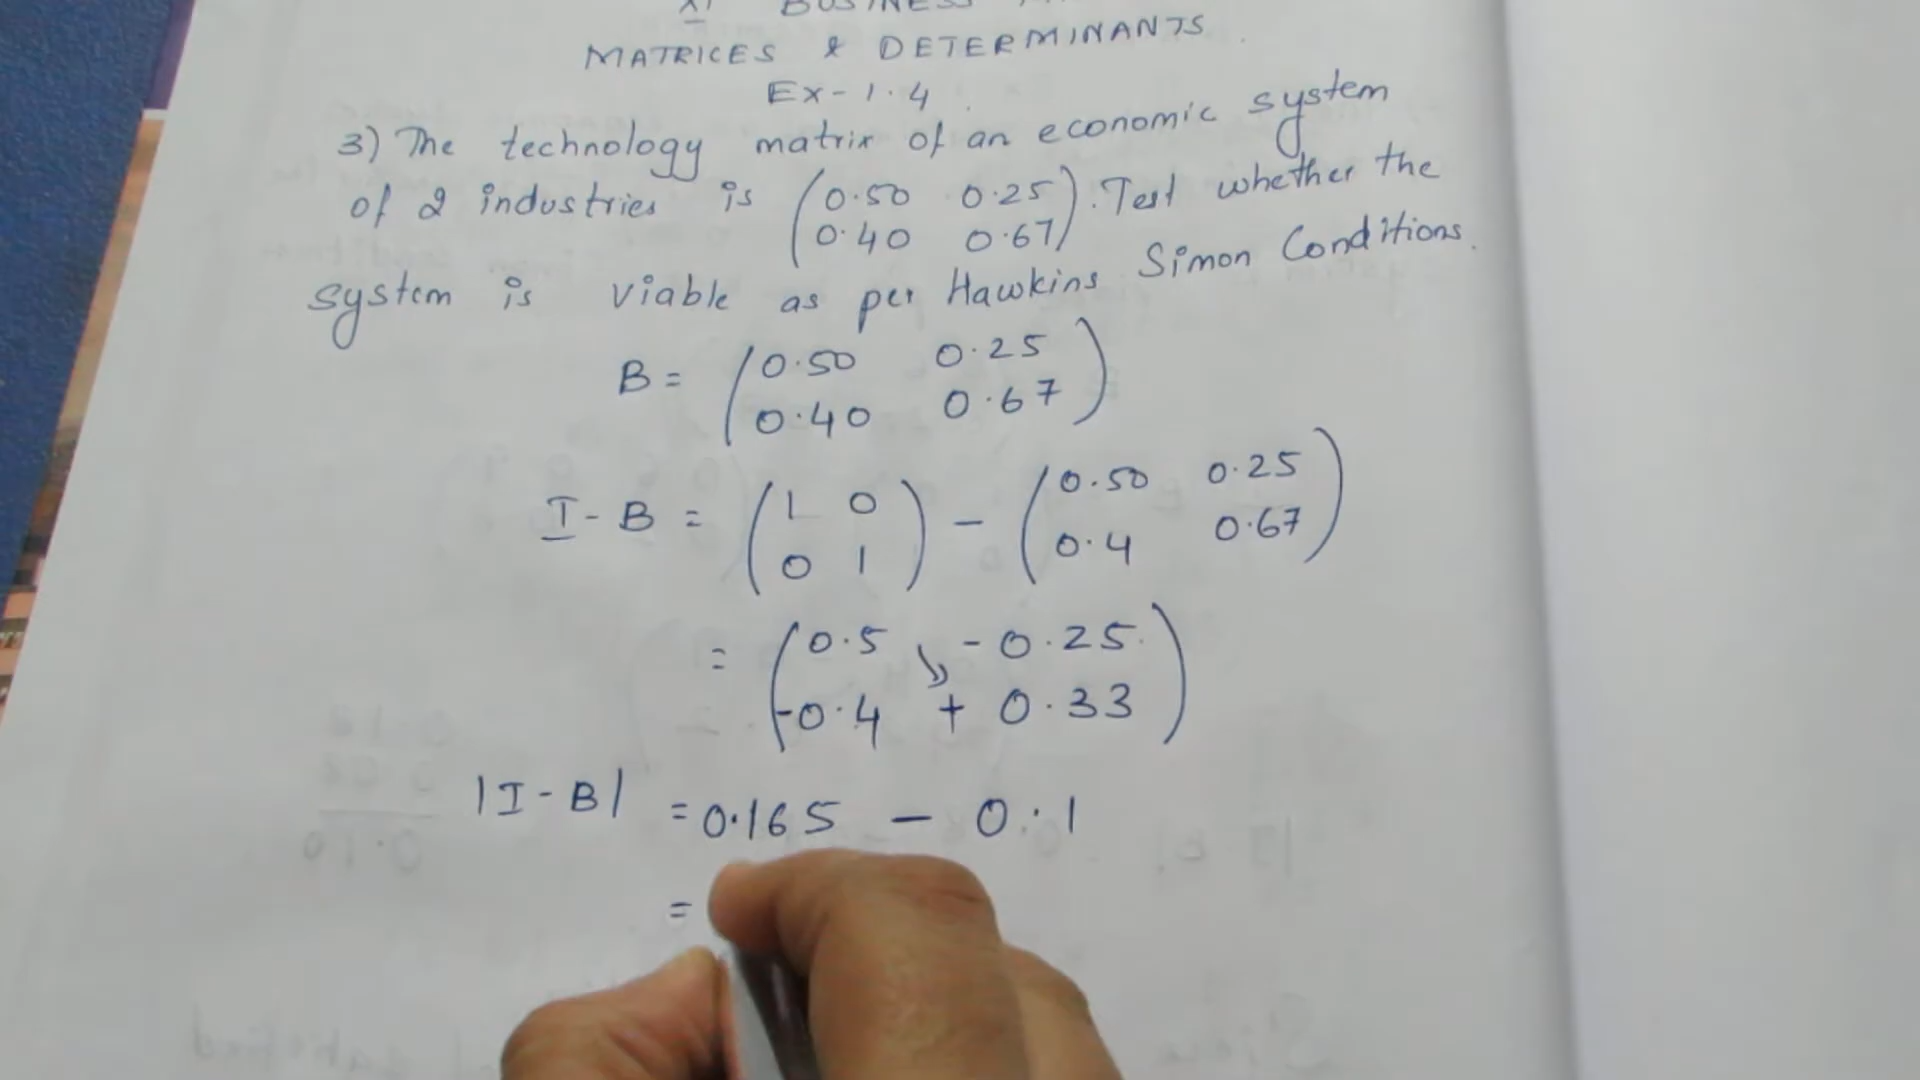 XI BUSINESS
MATRICES & DETERMINANTS
Ex-1.4
3) The technology matrix of an economic system
of 2 industries is (0.50 0.25
0.40 0.67). Test whether the
system is viable as per Hawkins Simon Conditions.
B = (0.50 0.25
0.40 0.67)
I - B = (1 0
0 1) - (0.50 0.25
0.4 0.67)
= (0.5 -0.25
-0.4 +0.33)
|I-B| = 0.165 - 0.1
=